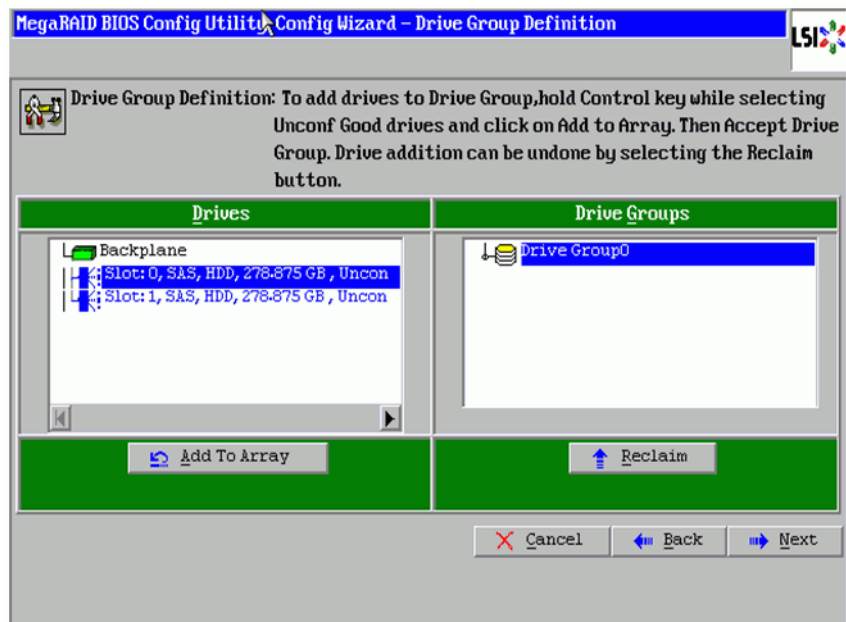 MegaRAID BIOS Config Utility Config Wizard – Drive Group Definition
LSI
Drive Group Definition: To add drives to Drive Group,hold Control key while selecting
Unconf Good drives and click on Add to Array. Then Accept Drive
Group. Drive addition can be undone by selecting the Reclaim
button.
Drives
Drive Groups
Backplane
Slot: 0, SAS, HDD, 278.875 GB , Uncon
Slot: 1, SAS, HDD, 278.875 GB , Uncon
Drive Group0
Add To Array
Reclaim
Cancel
Back
Next